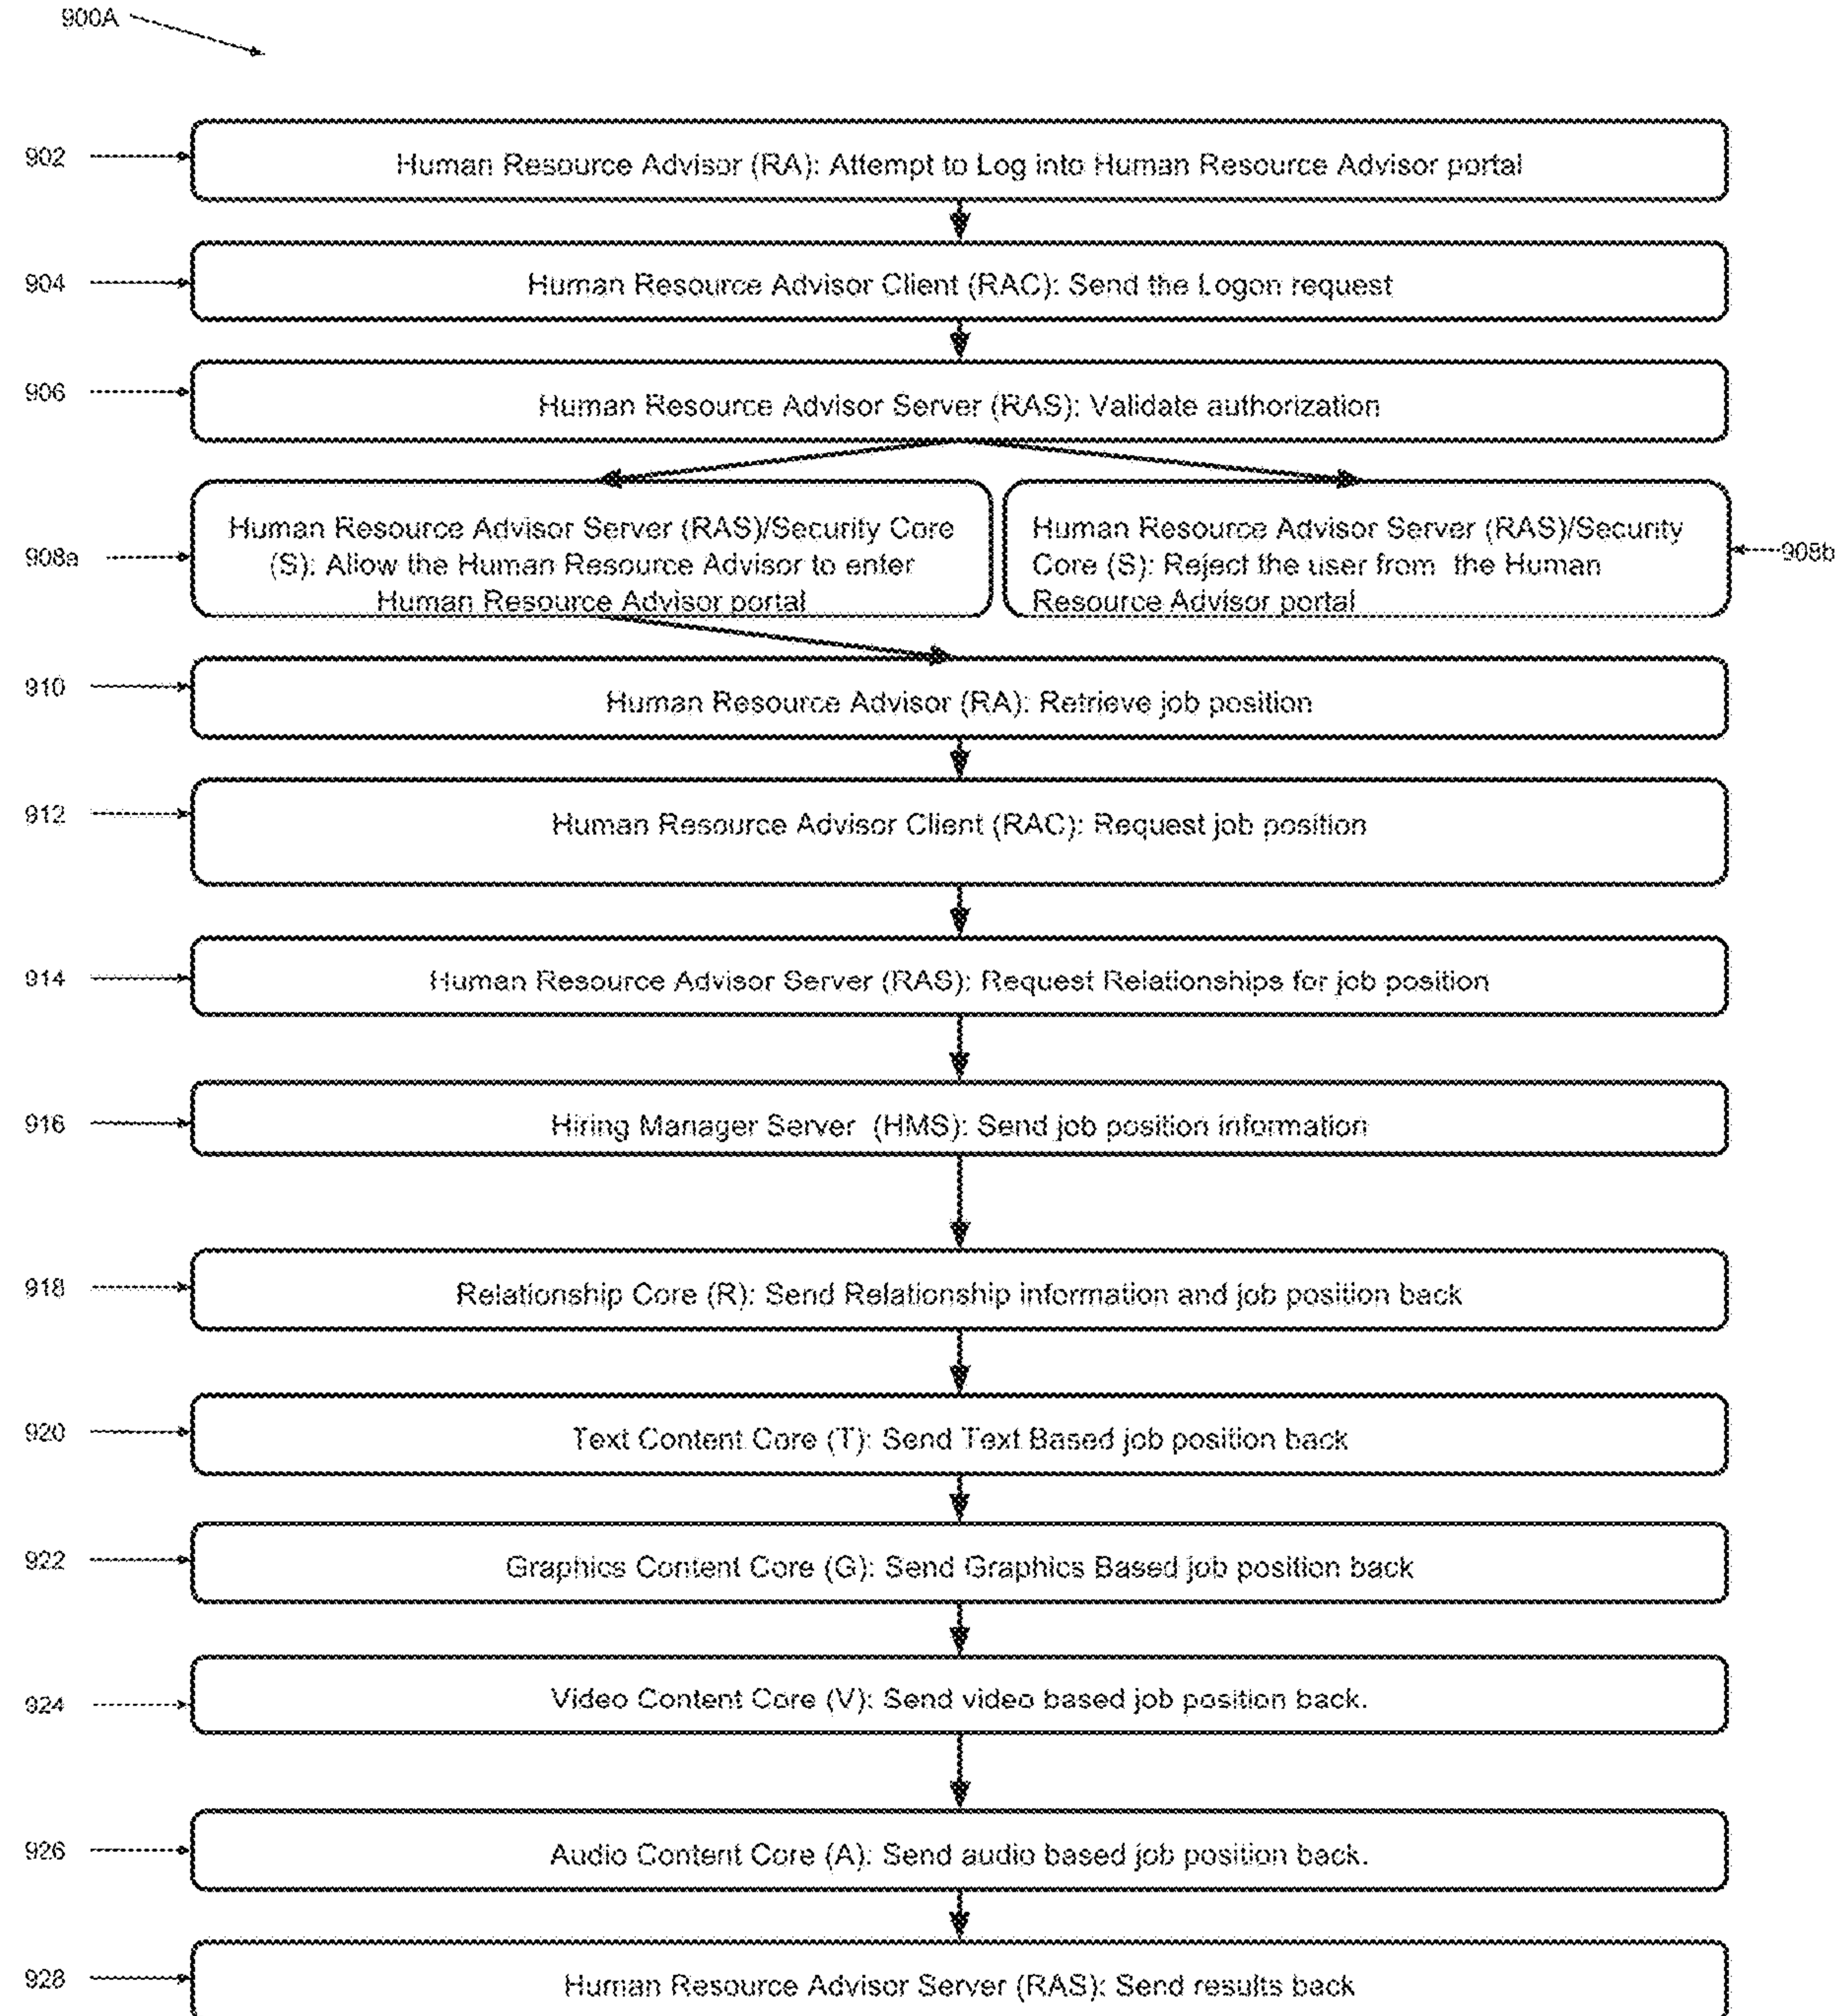 900A
902
Human Resource Advisor (RA): Attempt to Log into Human Resource Advisor portal
904
Human Resource Advisor Client (RAC): Send the Logon request
906
Human Resource Advisor Server (RAS): Validate authorization
908a
Human Resource Advisor Server (RAS)/Security Core
(S): Allow the Human Resource Advisor to enter
Human Resource Advisor portal
Human Resource Advisor Server (RAS)/Security
Core (S): Reject the user from the Human
Resource Advisor portal
908b
910
Human Resource Advisor (RA): Retrieve job position
912
Human Resource Advisor Client (RAC): Request job position
914
Human Resource Advisor Server (RAS): Request Relationships for job position
916
Hiring Manager Server (HMS): Send job position information
918
Relationship Core (R): Send Relationship information and job position back
920
Text Content Core (T): Send Text Based job position back
922
Graphics Content Core (G): Send Graphics Based job position back
924
Video Content Core (V): Send video based job position back.
926
Audio Content Core (A): Send audio based job position back.
928
Human Resource Advisor Server (RAS): Send results back